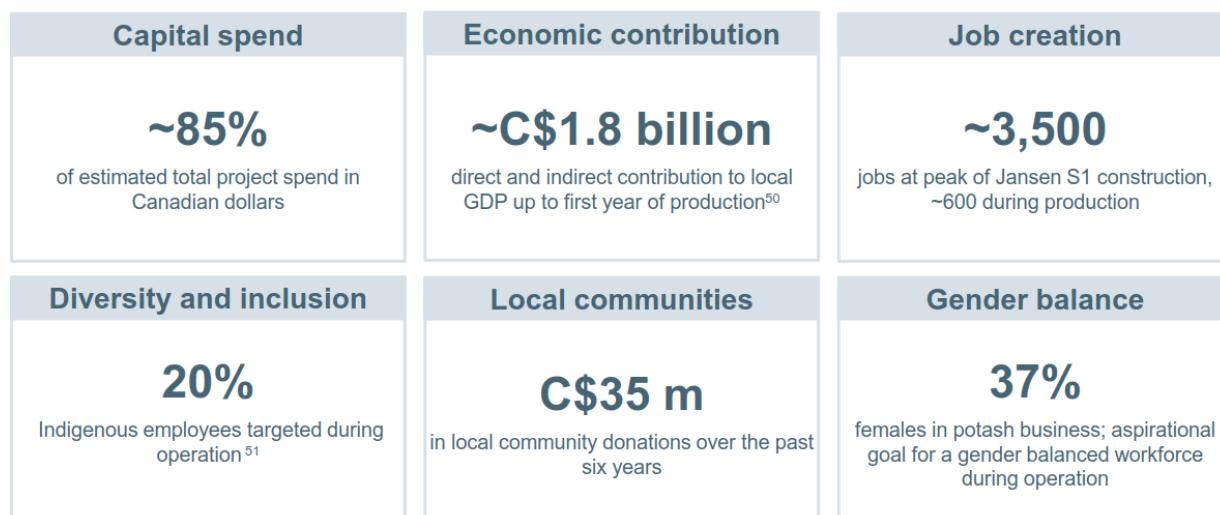 Capital spend
~85%
of estimated total project spend in
Canadian dollars
Economic contribution
~C$1.8 billion
direct and indirect contribution to local
GDP up to first year of production50
Job creation
~3,500
jobs at peak of Jansen S1 construction,
~600 during production
Diversity and inclusion
20%
Indigenous employees targeted during
operation 51
Local communities
C$35 m
in local community donations over the past
six years
Gender balance
37%
females in potash business; aspirational
goal for a gender balanced workforce
during operation